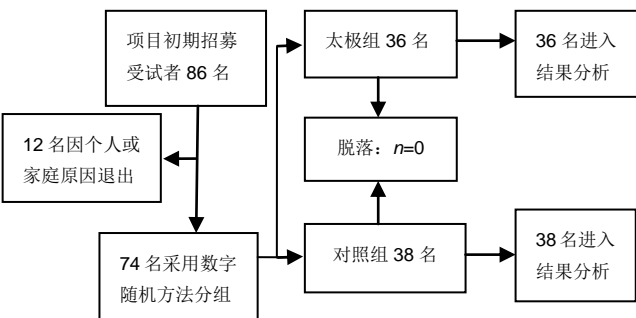 项目初期招募
受试者 86 名
12 名因个人或
家庭原因退出
74 名采用数字
随机方法分组
太极组 36 名
脱落：n=0
对照组 38 名
36 名进入
结果分析
38 名进入
结果分析